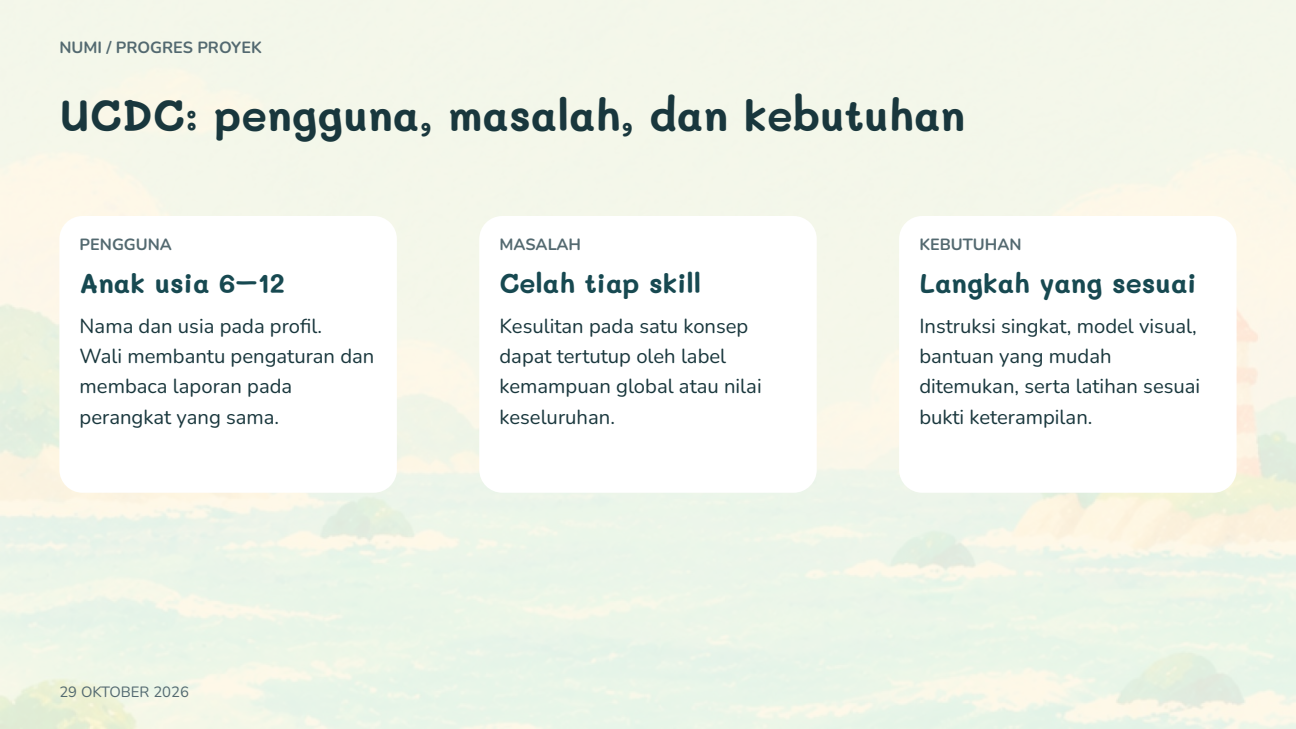 NUMI / PROGRES PROYEK
UCDC: pengguna, masalah, dan kebutuhan
PENGGUNA
Anak usia 6–12
Nama dan usia pada profil.
Wali membantu pengaturan dan
membaca laporan pada
perangkat yang sama.
MASALAH
Celah tiap skill
Kesulitan pada satu konsep
dapat tertutup oleh label
kemampuan global atau nilai
keseluruhan.
KEBUTUHAN
Langkah yang sesuai
Instruksi singkat, model visual,
bantuan yang mudah
ditemukan, serta latihan sesuai
bukti keterampilan.
29 OKTOBER 2026